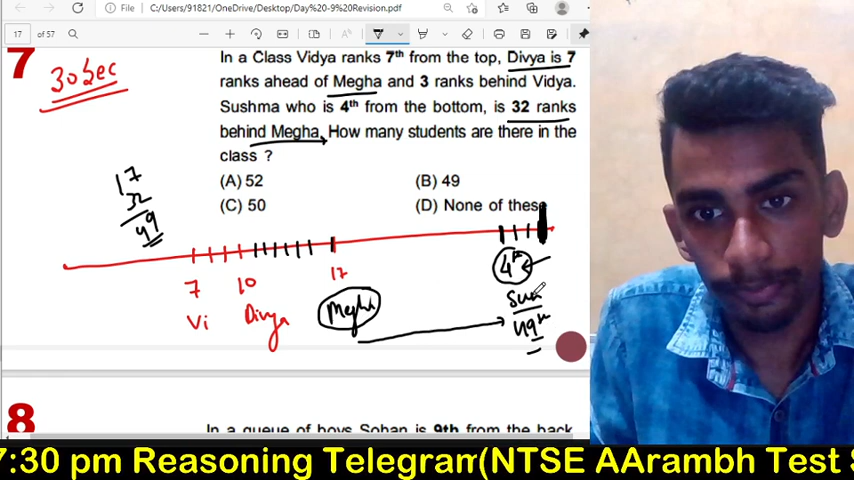 C:/Users/91821/OneDrive/Desktop/Day%20-9%20Revision.pdf
17 of 57
7
30 Sec
In a Class Vidya ranks 7th from the top, Divya is 7
ranks ahead of Megha and 3 ranks behind Vidya.
Sushma who is 4th from the bottom, is 32 ranks
behind Megha. How many students are there in the
class ?
(A) 52
(B) 49
(C) 50
(D) None of these
17
32
49
7
10
17
4th
Vi
Divya
Megha
49th
8
In a queue of boys Sohan is 9th from the back
7:30 pm Reasoning Telegram(NTSE AArambh Test S